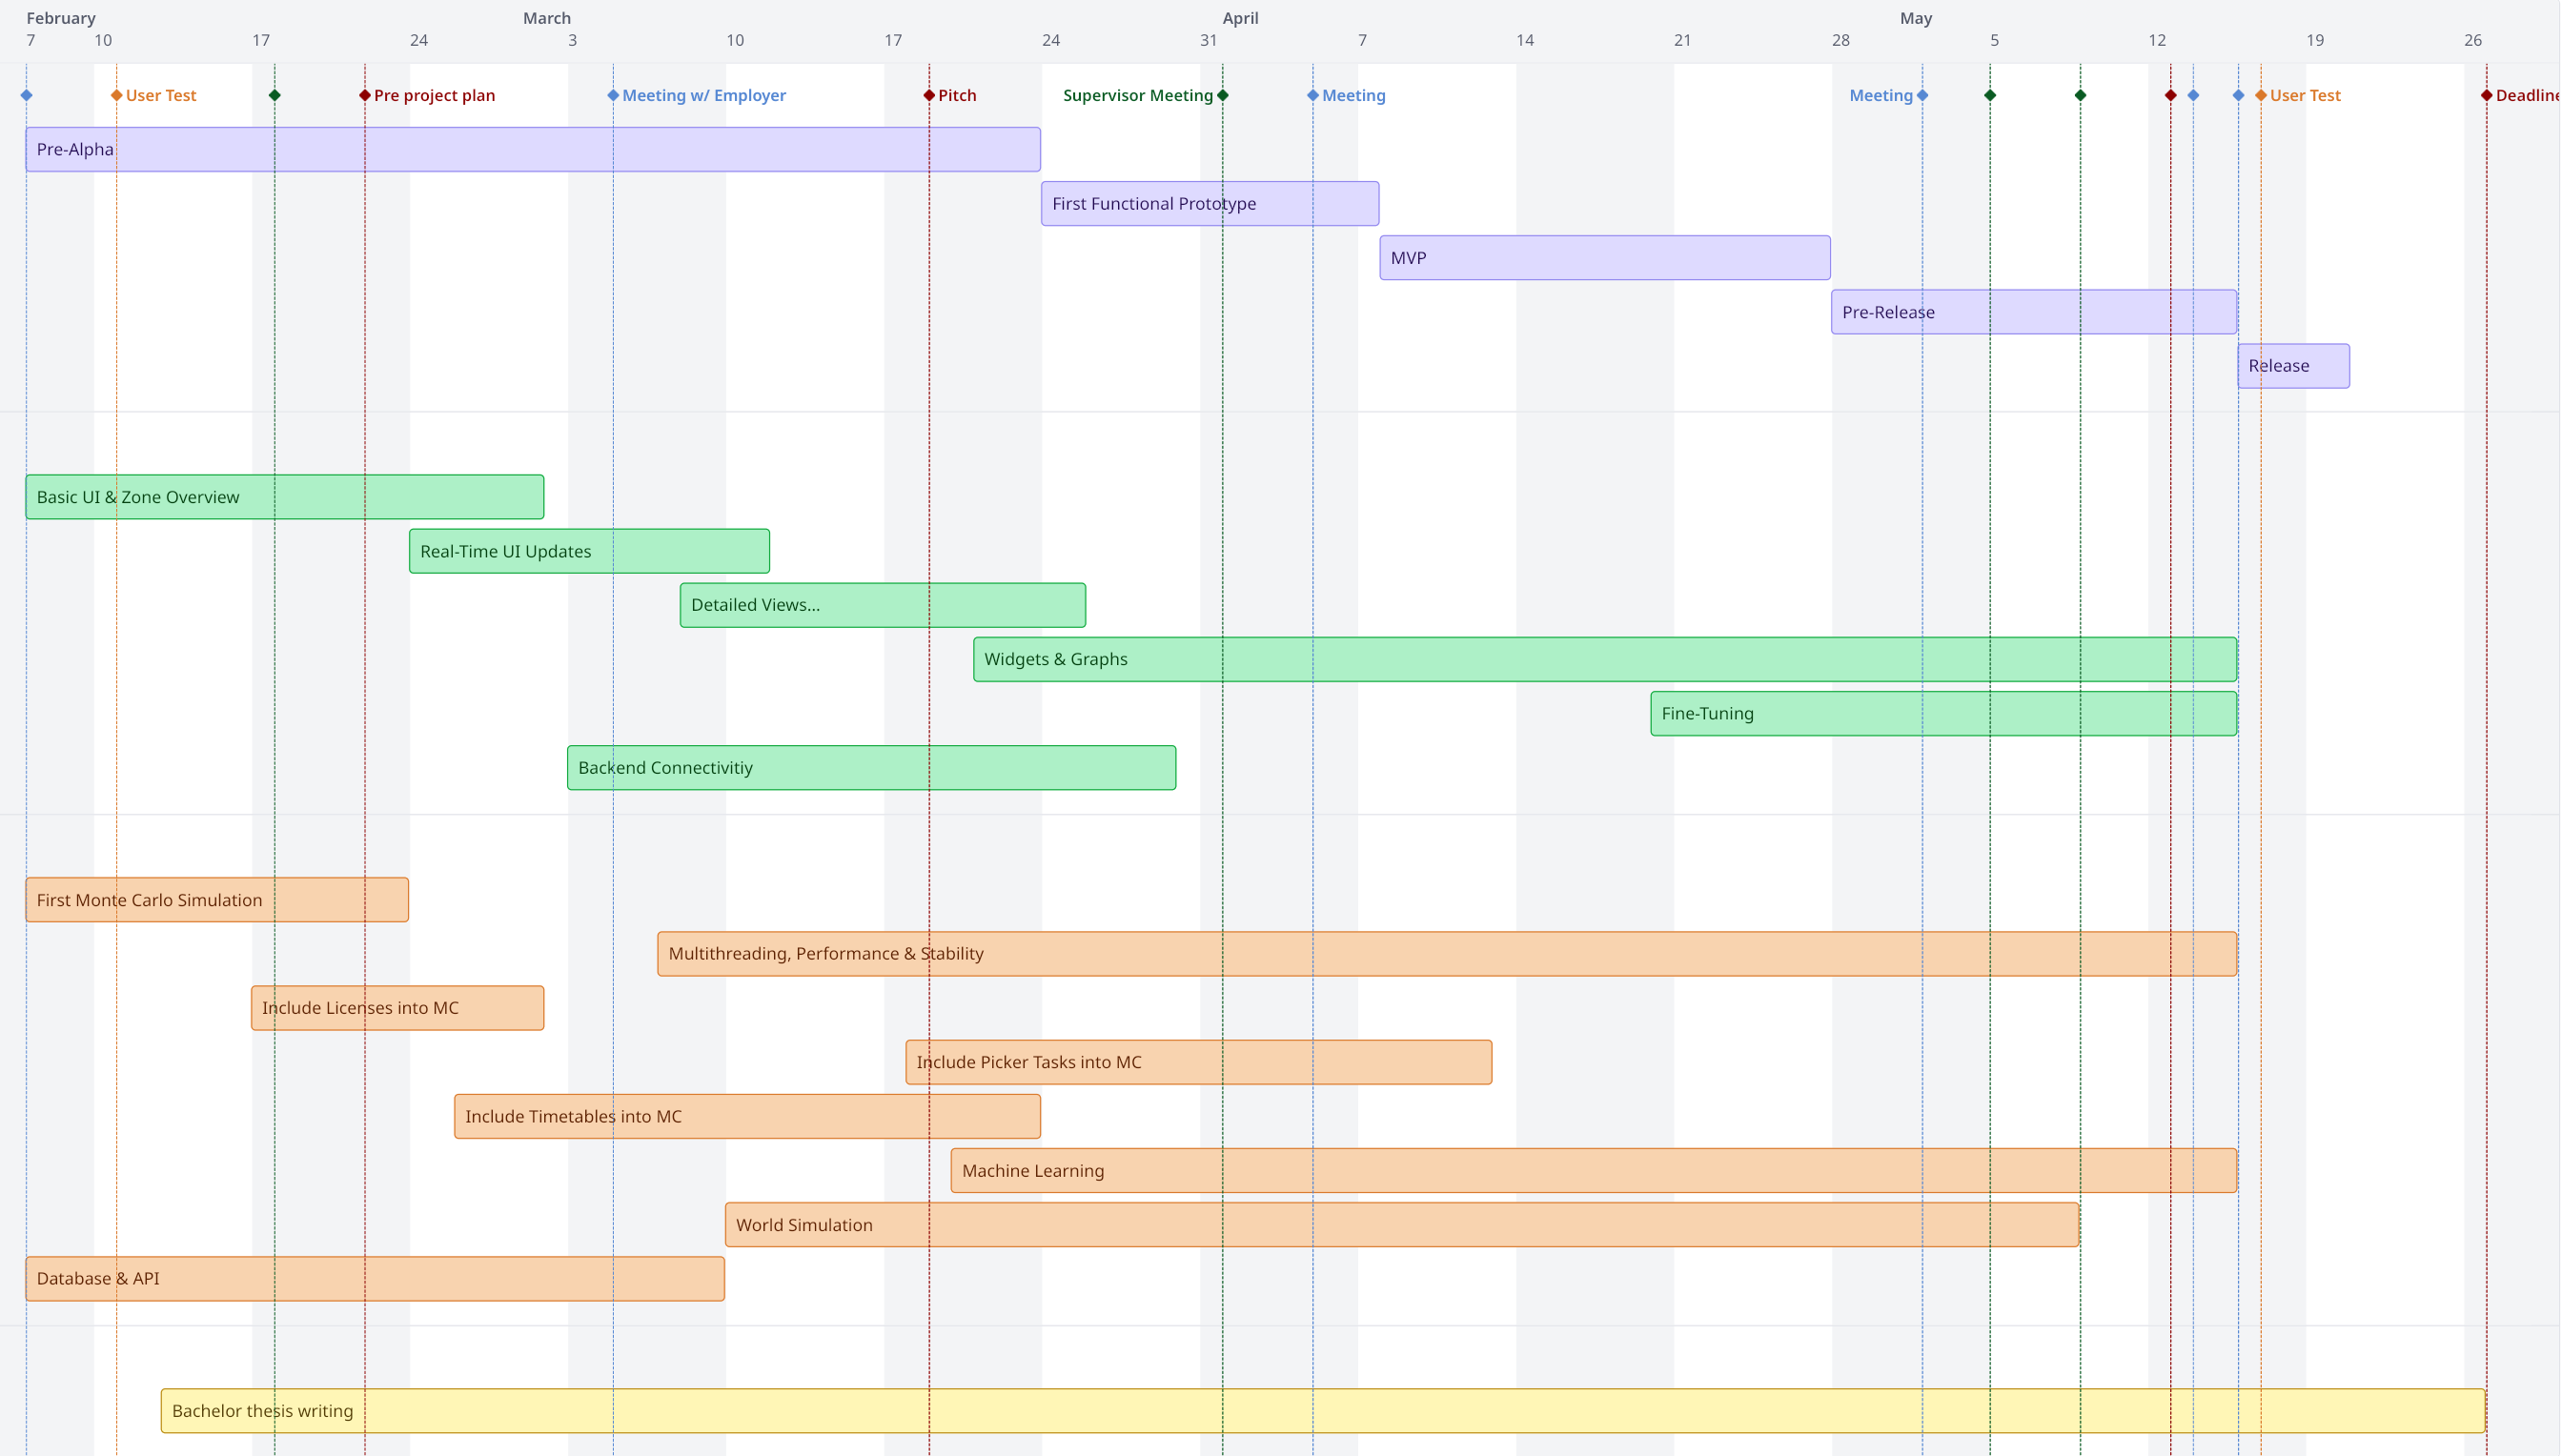 February March April May
7 10 17 24 3 10 17 24 31 7 14 21 28 5 12 19 26
User Test Pre project plan Meeting w/ Employer Pitch Supervisor Meeting Meeting Meeting User Test Deadline
Pre-Alpha
First Functional Prototype
MVP
Pre-Release
Release
Basic UI & Zone Overview
Real-Time UI Updates
Detailed Views...
Widgets & Graphs
Fine-Tuning
Backend Connectivitiy
First Monte Carlo Simulation
Multithreading, Performance & Stability
Include Licenses into MC
Include Picker Tasks into MC
Include Timetables into MC
Machine Learning
World Simulation
Database & API
Bachelor thesis writing